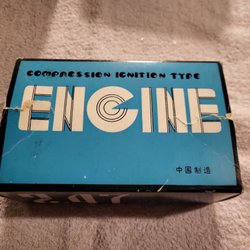 COMPRESSION IGNITION TYPE
ENGINE
中国制造